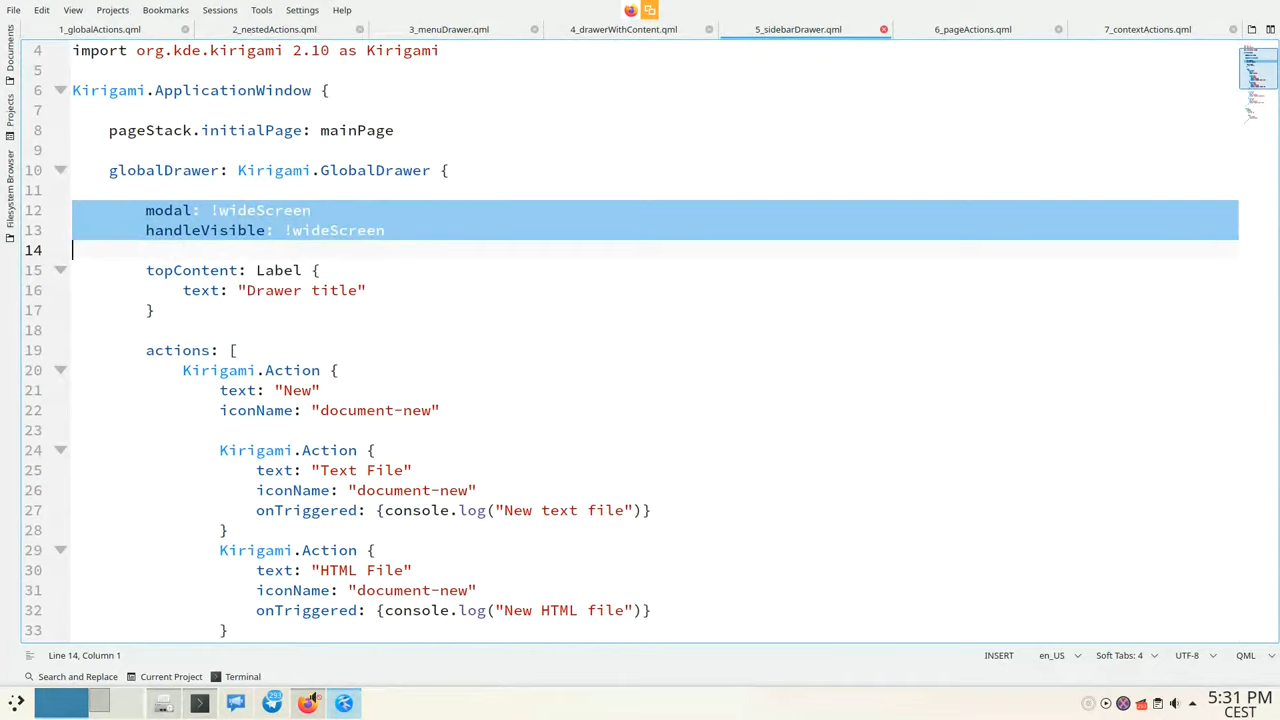 File Edit View Projects Bookmarks Sessions Tools Settings Help
1_globalActions.qml 2_nestedActions.qml 3_menuDrawer.qml 4_drawerWithContent.qml 5_sidebarDrawer.qml 6_pageActions.qml 7_contextActions.qml
Documents
Projects
Filesystem Browser
4 import org.kde.kirigami 2.10 as Kirigami
5
6 Kirigami.ApplicationWindow {
7
8 pageStack.initialPage: mainPage
9
10 globalDrawer: Kirigami.GlobalDrawer {
11
12 modal: !wideScreen
13 handleVisible: !wideScreen
14
15 topContent: Label {
16 text: "Drawer title"
17 }
18
19 actions: [
20 Kirigami.Action {
21 text: "New"
22 iconName: "document-new"
23
24 Kirigami.Action {
25 text: "Text File"
26 iconName: "document-new"
27 onTriggered: {console.log("New text file")}
28 }
29 Kirigami.Action {
30 text: "HTML File"
31 iconName: "document-new"
32 onTriggered: {console.log("New HTML file")}
33 }
Line 14, Column 1 INSERT en_US Soft Tabs: 4 UTF-8 QML
Search and Replace Current Project Terminal
293
5:31 PM
CEST